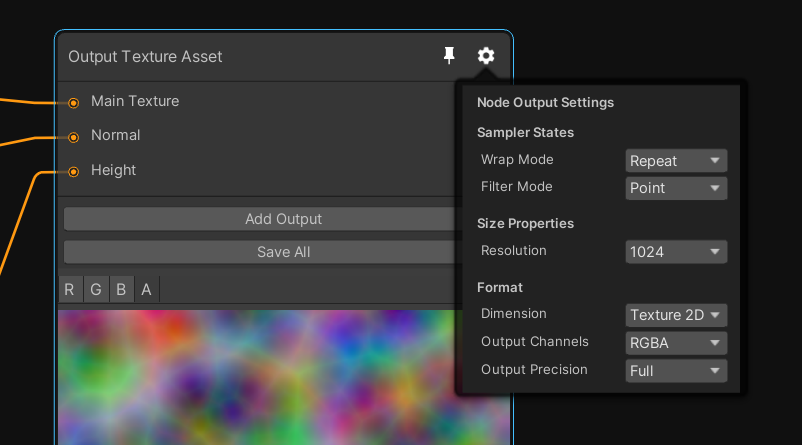 Output Texture Asset
Main Texture
Normal
Height
Add Output
Save All
R G B A
Node Output Settings
Sampler States
Wrap Mode Repeat
Filter Mode Point
Size Properties
Resolution 1024
Format
Dimension Texture 2D
Output Channels RGBA
Output Precision Full